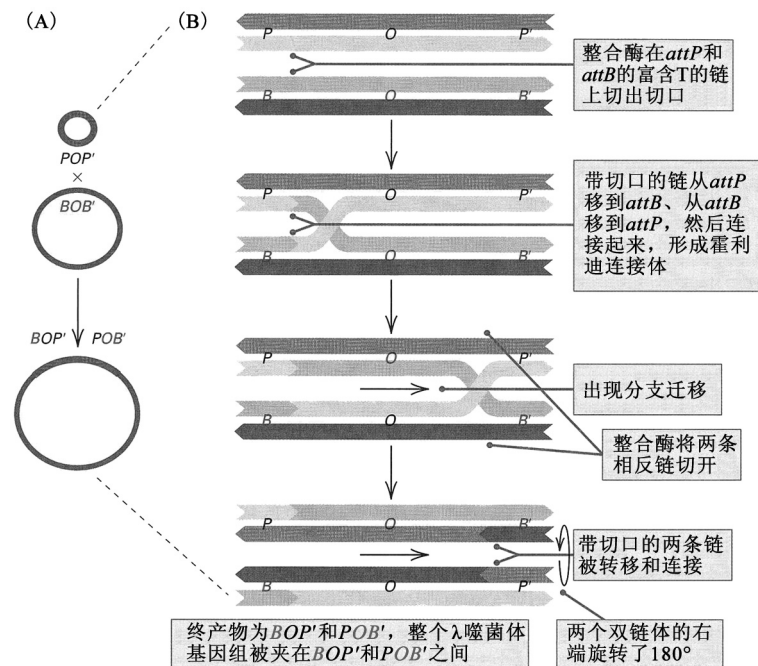 (A)
(B)
P O P'
B O B'
整合酶在attP和
attB的富含T的链
上切出切口
POP'
×
BOB'
P O P'
B O B'
带切口的链从attP
移到attB、从attB
移到attP，然后连
接起来，形成霍利
迪连接体
BOP' POB'
P O P'
B O B'
出现分支迁移
整合酶将两条
相反链切开
P O B'
B O P'
带切口的两条链
被转移和连接
终产物为BOP'和POB'，整个λ噬菌体
基因组被夹在BOP'和POB'之间
两个双链体的右
端旋转了180°